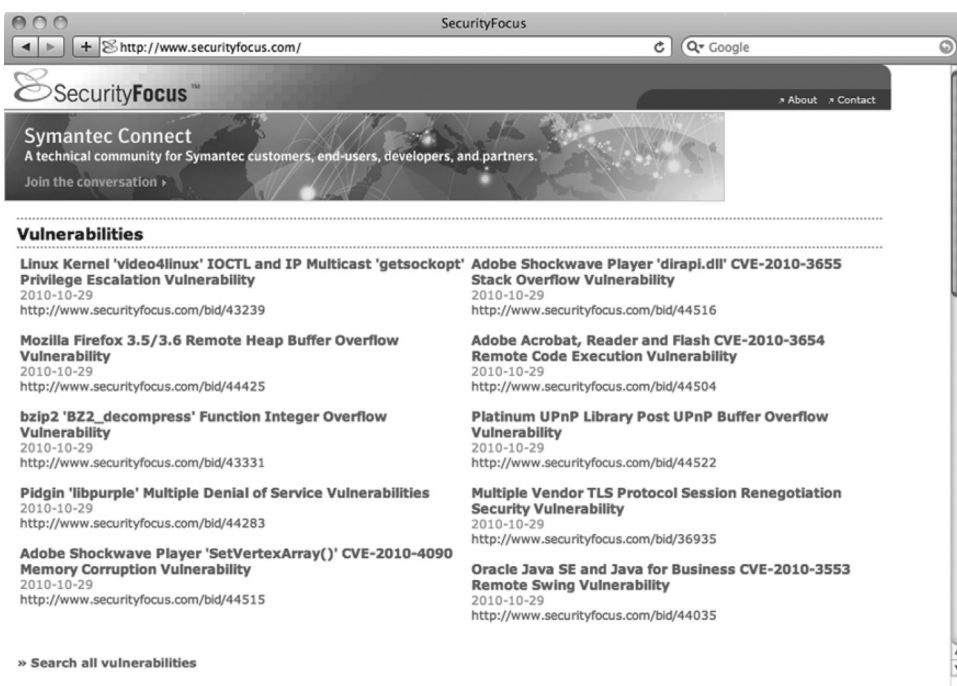 SecurityFocus
http://www.securityfocus.com/
Google
SecurityFocus™
About Contact
Symantec Connect
A technical community for Symantec customers, end-users, developers, and partners.
Join the conversation
Vulnerabilities
Linux Kernel 'video4linux' IOCTL and IP Multicast 'getsockopt'
Privilege Escalation Vulnerability
2010-10-29
http://www.securityfocus.com/bid/43239
Mozilla Firefox 3.5/3.6 Remote Heap Buffer Overflow
Vulnerability
2010-10-29
http://www.securityfocus.com/bid/44425
bzip2 'BZ2_decompress' Function Integer Overflow
Vulnerability
2010-10-29
http://www.securityfocus.com/bid/43331
Pidgin 'libpurple' Multiple Denial of Service Vulnerabilities
2010-10-29
http://www.securityfocus.com/bid/44283
Adobe Shockwave Player 'SetVertexArray()' CVE-2010-4090
Memory Corruption Vulnerability
2010-10-29
http://www.securityfocus.com/bid/44515
Adobe Shockwave Player 'dirapi.dll' CVE-2010-3655
Stack Overflow Vulnerability
2010-10-29
http://www.securityfocus.com/bid/44516
Adobe Acrobat, Reader and Flash CVE-2010-3654
Remote Code Execution Vulnerability
2010-10-29
http://www.securityfocus.com/bid/44504
Platinum UPnP Library Post UPnP Buffer Overflow
Vulnerability
2010-10-29
http://www.securityfocus.com/bid/44522
Multiple Vendor TLS Protocol Session Renegotiation
Security Vulnerability
2010-10-29
http://www.securityfocus.com/bid/36935
Oracle Java SE and Java for Business CVE-2010-3553
Remote Swing Vulnerability
2010-10-29
http://www.securityfocus.com/bid/44035
» Search all vulnerabilities